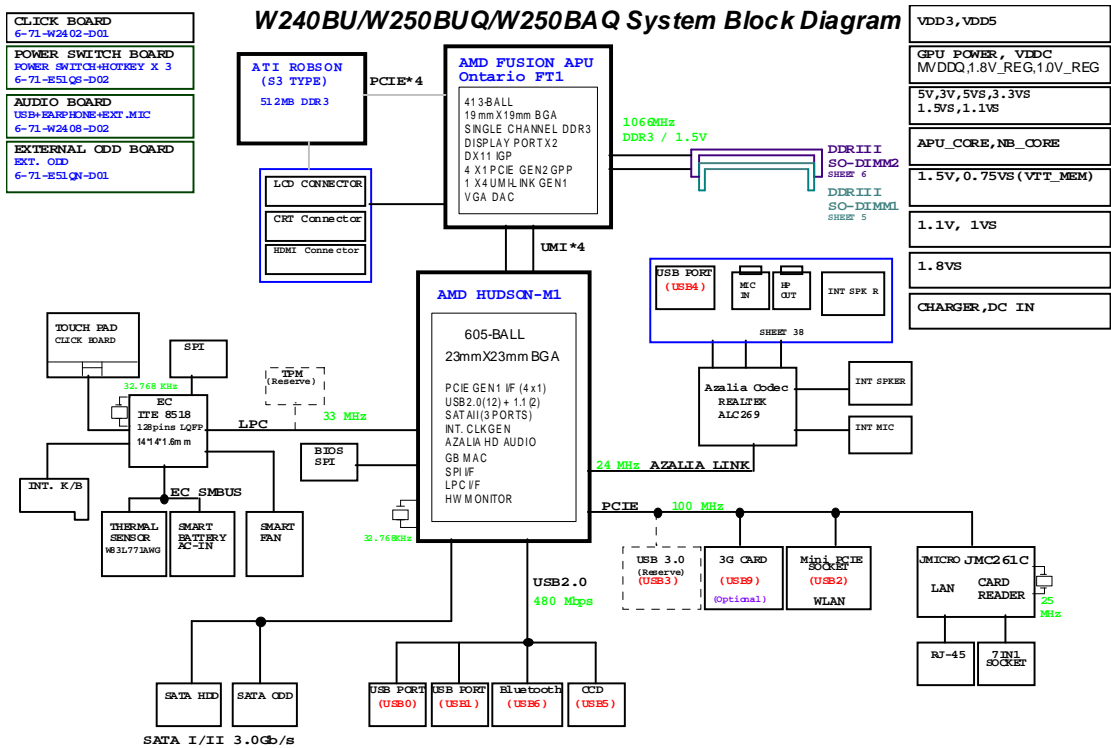 W240BU/W250BUQ/W250BAQ System Block Diagram
CLICK BOARD
6-71-W2402-D01
POWER SWITCH BOARD
POWER SWITCH+HOTKEY X 3
6-71-E51QS-D02
AUDIO BOARD
USB+EARPHONE+EXT.MIC
6-71-W2408-D02
EXTERNAL ODD BOARD
EXT. ODD
6-71-E51QN-D01
ATI ROBSON
(S3 TYPE)
512MB DDR3
PCIE*4
AMD FUSION APU
Ontario FT1
413-BALL
19mmX19mm BGA
SINGLE CHANNEL DDR3
DISPLAY PORT X2
DX11 IGP
4 X1 PCIE GEN2 GPP
1 X4 UMI-LINK GEN1
VGA DAC
1066MHz
DDR3 / 1.5V
DDRIII
SO-DIMM2
SHEET 6
DDRIII
SO-DIMM1
SHEET 5
VDD3,VDD5
GPU POWER, VDDC
MVDDQ,1.8V_REG,1.0V_REG
5V,3V,5VS,3.3VS
1.5VS,1.1VS
APU_CORE,NB_CORE
1.5V,0.75VS(VTT_MEM)
1.1V, 1VS
1.8VS
CHARGER,DC IN
LCD CONNECTOR
CRT Connector
HDMI Connector
UMI*4
AMD HUDSON-M1
605-BALL
23mmX23mm BGA
PCIE GEN1 I/F (4 x1)
USB2.0(12) + 1.1(2)
SATAII (3 PORTS)
INT. CLKGEN
AZALIA HD AUDIO
GB MAC
SPI I/F
LPC I/F
HW MONITOR
USB PORT
(USB4)
MIC
IN
HP
OUT
INT SPK R
SHEET 38
Azalia Codec
REALTEK
ALC269
INT SPKER
INT MIC
24 MHz
AZALIA LINK
TOUCH PAD
CLICK BOARD
SPI
32.768 KHz
EC
ITE 8518
128pins LQFP
14*14*1.6mm
LPC
TPM
(Reserve)
33 MHz
BIOS
SPI
INT. K/B
EC SMBUS
THERMAL
SENSOR
W83L771AWG
SMART
BATTERY
AC-IN
SMART
FAN
32.768KHz
PCIE
100 MHz
USB 3.0
(Reserve)
(USB3)
3G CARD
(USB9)
(Optional)
Mini PCIE
SOCKET
(USB2)
WLAN
JMICRO JMC261C
LAN
CARD
READER
25
MHz
RJ-45
7IN1
SOCKET
USB2.0
480 Mbps
SATA HDD
SATA ODD
SATA I/II 3.0Gb/s
USB PORT
(USB0)
USB PORT
(USB1)
Bluetooth
(USB6)
CCD
(USB5)